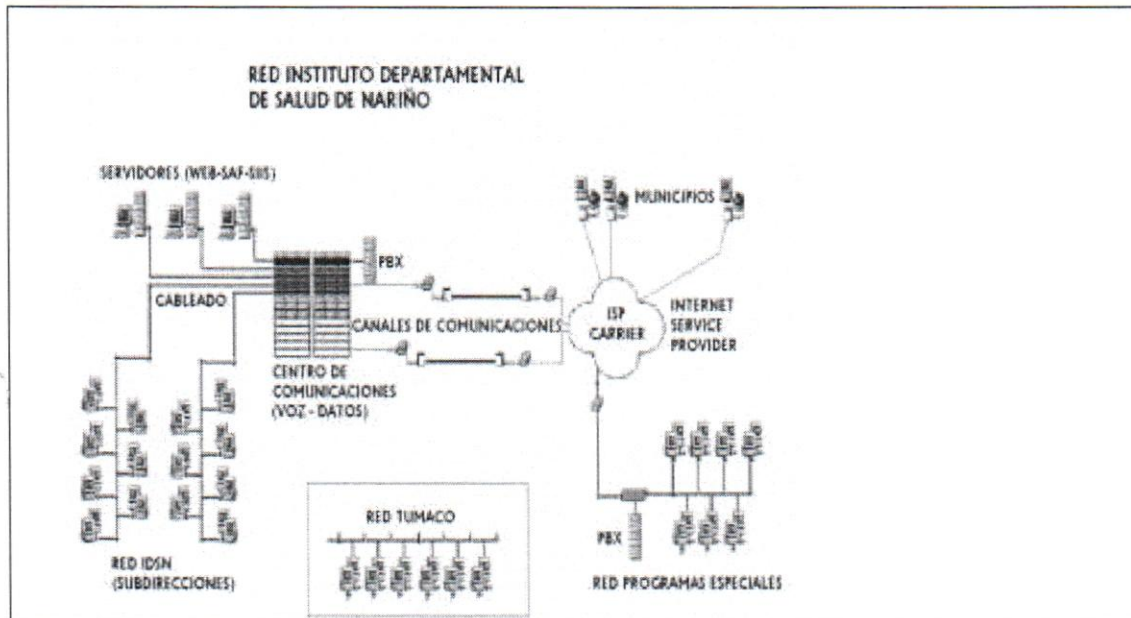 RED INSTITUTO DEPARTAMENTAL
DE SALUD DE NARIÑO
SERVIDORES (WEB-SAF-SIIS)
MUNICIPIOS
PBX
CABLEADO
CANALES DE COMUNICACIONES
ISP
CARRIER
INTERNET
SERVICE
PROVIDER
CENTRO DE
COMUNICACIONES
(VOZ - DATOS)
RED TUMACO
PBX
RED IDSN
(SUBDIRECCIONES)
RED PROGRAMAS ESPECIALES